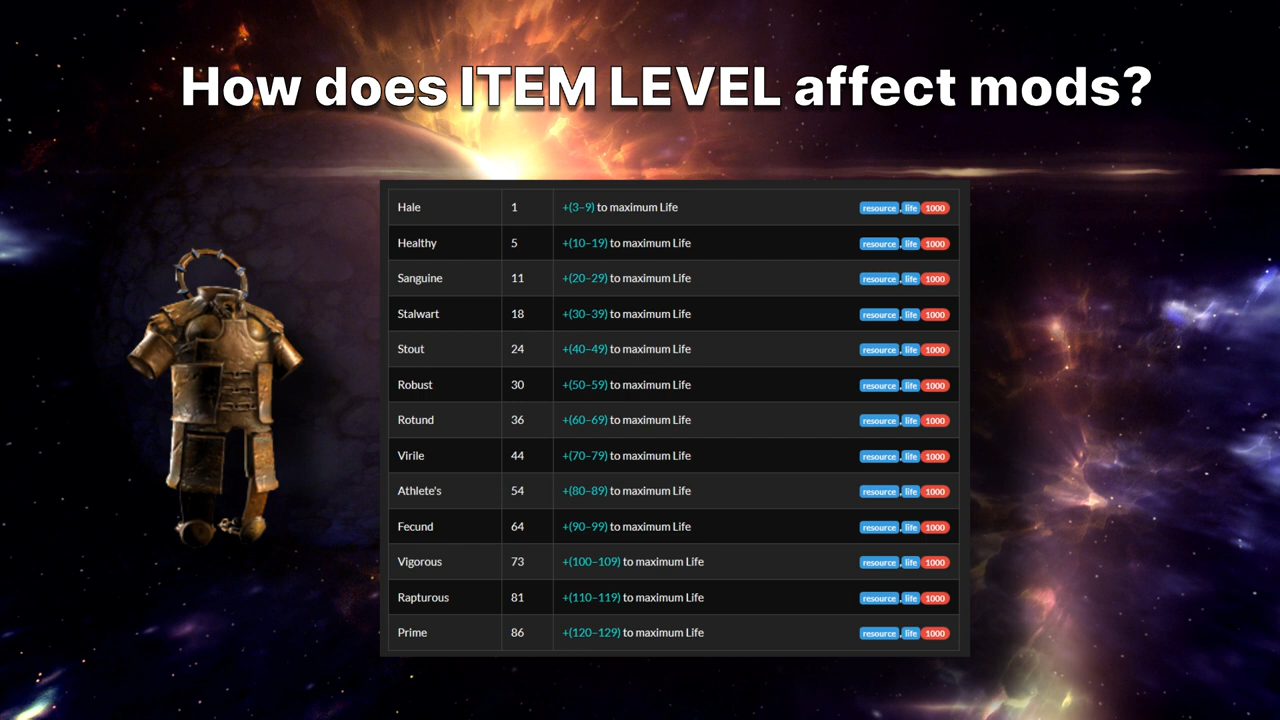 How does ITEM LEVEL affect mods?
Hale 1 +(3–9) to maximum Life resource, life 1000
Healthy 5 +(10–19) to maximum Life resource, life 1000
Sanguine 11 +(20–29) to maximum Life resource, life 1000
Stalwart 18 +(30–39) to maximum Life resource, life 1000
Stout 24 +(40–49) to maximum Life resource, life 1000
Robust 30 +(50–59) to maximum Life resource, life 1000
Rotund 36 +(60–69) to maximum Life resource, life 1000
Virile 44 +(70–79) to maximum Life resource, life 1000
Athlete's 54 +(80–89) to maximum Life resource, life 1000
Fecund 64 +(90–99) to maximum Life resource, life 1000
Vigorous 73 +(100–109) to maximum Life resource, life 1000
Rapturous 81 +(110–119) to maximum Life resource, life 1000
Prime 86 +(120–129) to maximum Life resource, life 1000